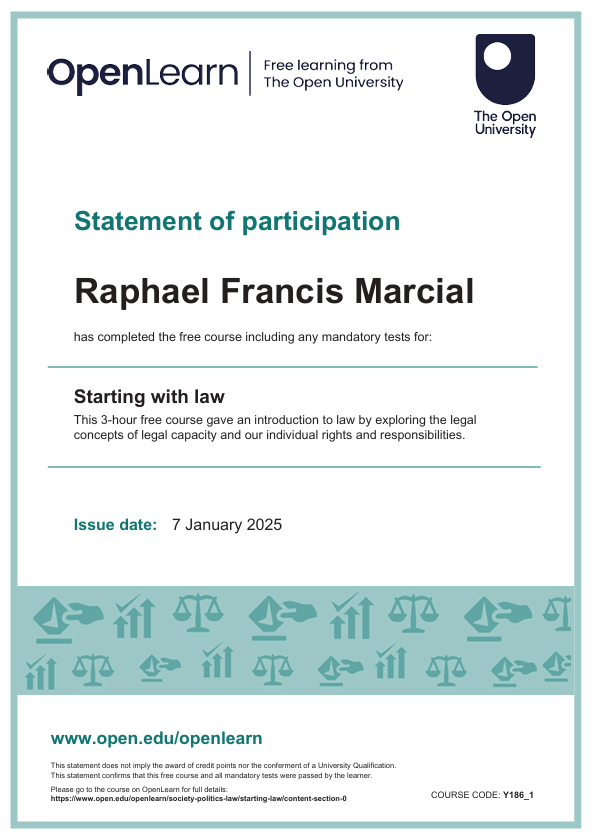 OpenLearn
Free learning from
The Open University
The Open
University
Statement of participation
Raphael Francis Marcial
has completed the free course including any mandatory tests for:
Starting with law
This 3-hour free course gave an introduction to law by exploring the legal
concepts of legal capacity and our individual rights and responsibilities.
Issue date: 7 January 2025
www.open.edu/openlearn
This statement does not imply the award of credit points nor the conferment of a University Qualification.
This statement confirms that this free course and all mandatory tests were passed by the learner.
Please go to the course on OpenLearn for full details:
https://www.open.edu/openlearn/society-politics-law/starting-law/content-section-0
COURSE CODE: Y186_1